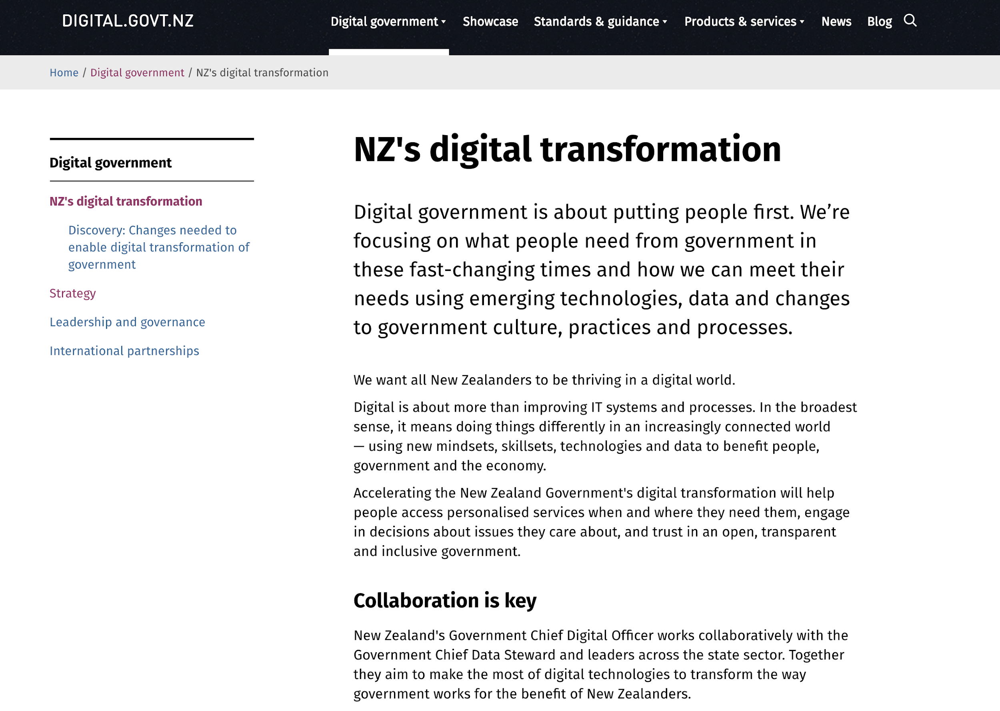 DIGITAL.GOVT.NZ
Digital government
Showcase
Standards & guidance
Products & services
News
Blog
Home / Digital government / NZ's digital transformation
Digital government
NZ's digital transformation
Discovery: Changes needed to
enable digital transformation of
government
Strategy
Leadership and governance
International partnerships
NZ's digital transformation
Digital government is about putting people first. We’re
focusing on what people need from government in
these fast-changing times and how we can meet their
needs using emerging technologies, data and changes
to government culture, practices and processes.
We want all New Zealanders to be thriving in a digital world.
Digital is about more than improving IT systems and processes. In the broadest
sense, it means doing things differently in an increasingly connected world
— using new mindsets, skillsets, technologies and data to benefit people,
government and the economy.
Accelerating the New Zealand Government's digital transformation will help
people access personalised services when and where they need them, engage
in decisions about issues they care about, and trust in an open, transparent
and inclusive government.
Collaboration is key
New Zealand's Government Chief Digital Officer works collaboratively with the
Government Chief Data Steward and leaders across the state sector. Together
they aim to make the most of digital technologies to transform the way
government works for the benefit of New Zealanders.